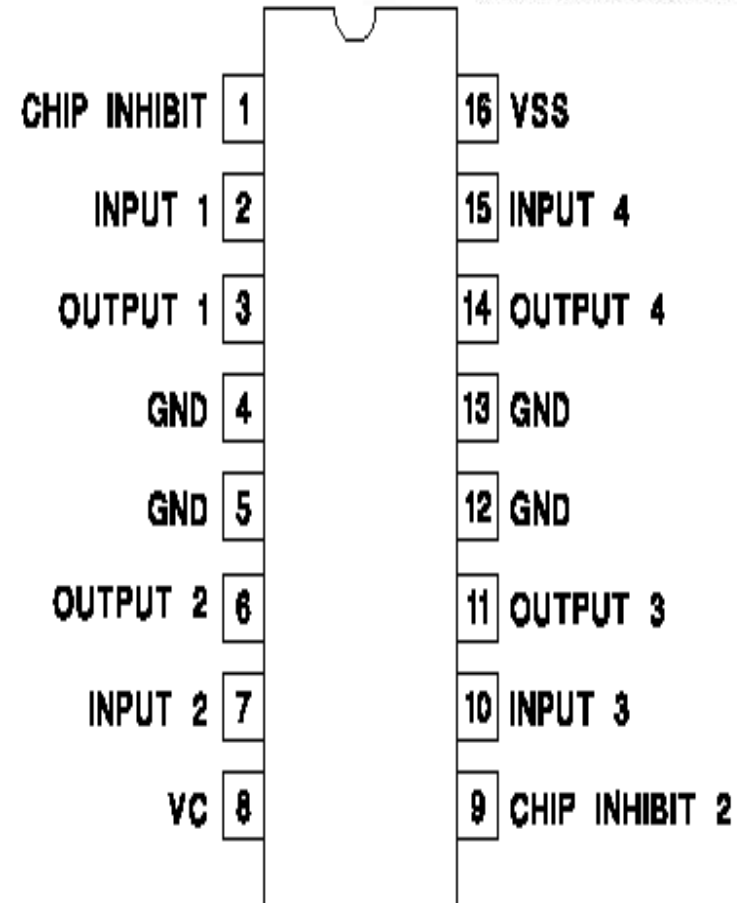 CHIP INHIBIT 1
INPUT 1 2
OUTPUT 1 3
GND 4
GND 5
OUTPUT 2 6
INPUT 2 7
VC 8
16 VSS
15 INPUT 4
14 OUTPUT 4
13 GND
12 GND
11 OUTPUT 3
10 INPUT 3
9 CHIP INHIBIT 2